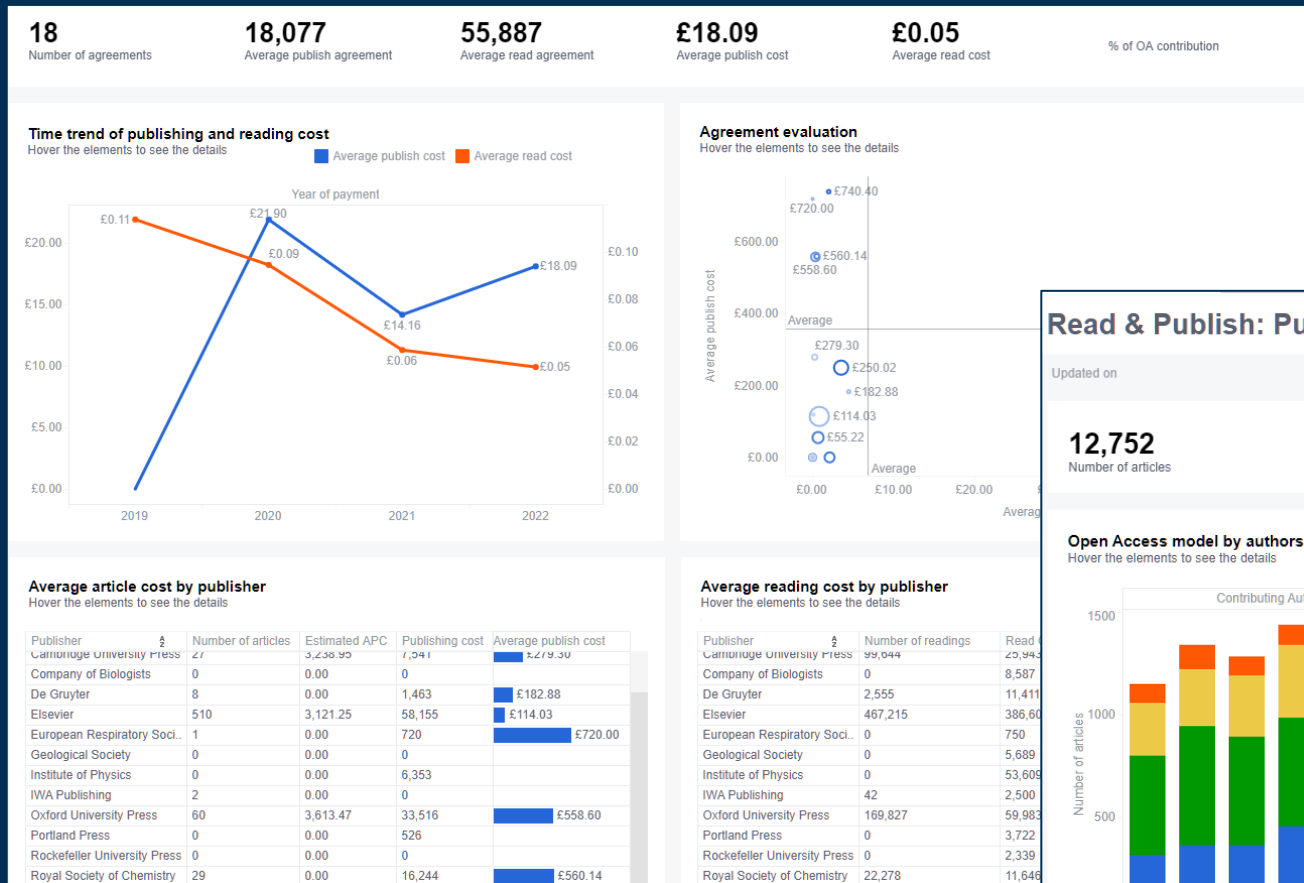 18
Number of agreements
18,077
Average publish agreement
55,887
Average read agreement
£18.09
Average publish cost
£0.05
Average read cost
% of OA contribution
Time trend of publishing and reading cost
Hover the elements to see the details
Average publish cost
Average read cost
Year of payment
£0.11
£21.90
£0.09
£14.16
£0.06
£18.09
£0.05
£20.00
£15.00
£10.00
£5.00
£0.00
£0.10
£0.08
£0.06
£0.04
£0.02
£0.00
2019 2020 2021 2022
Agreement evaluation
Hover the elements to see the details
Average publish cost
£600.00
£400.00
£200.00
£0.00
£740.40
£720.00
£560.14
£558.60
Average
£279.30
£250.02
£182.88
£114.03
£55.22
Average
£0.00 £10.00 £20.00
Averag
Read & Publish: Pu
Updated on
12,752
Number of articles
Open Access model by authors
Hover the elements to see the details
Contributing Au
Number of articles
1500
1000
500
Average article cost by publisher
Hover the elements to see the details
Publisher Number of articles Estimated APC Publishing cost Average publish cost
Cambridge University Press 27 3,238.95 7,541 £279.30
Company of Biologists 0 0.00 0
De Gruyter 8 0.00 1,463 £182.88
Elsevier 510 3,121.25 58,155 £114.03
European Respiratory Soci.. 1 0.00 720 £720.00
Geological Society 0 0.00 0
Institute of Physics 0 0.00 6,353
IWA Publishing 2 0.00 0
Oxford University Press 60 3,613.47 33,516 £558.60
Portland Press 0 0.00 526
Rockefeller University Press 0 0.00 0
Royal Society of Chemistry 29 0.00 16,244 £560.14
Average reading cost by publisher
Hover the elements to see the details
Publisher Number of readings Read
Cambridge University Press 99,644 25,943
Company of Biologists 0 8,587
De Gruyter 2,555 11,411
Elsevier 467,215 386,60
European Respiratory Soci.. 0 750
Geological Society 0 5,689
Institute of Physics 0 53,609
IWA Publishing 42 2,500
Oxford University Press 169,827 59,983
Portland Press 0 3,722
Rockefeller University Press 0 2,339
Royal Society of Chemistry 22,278 11,646